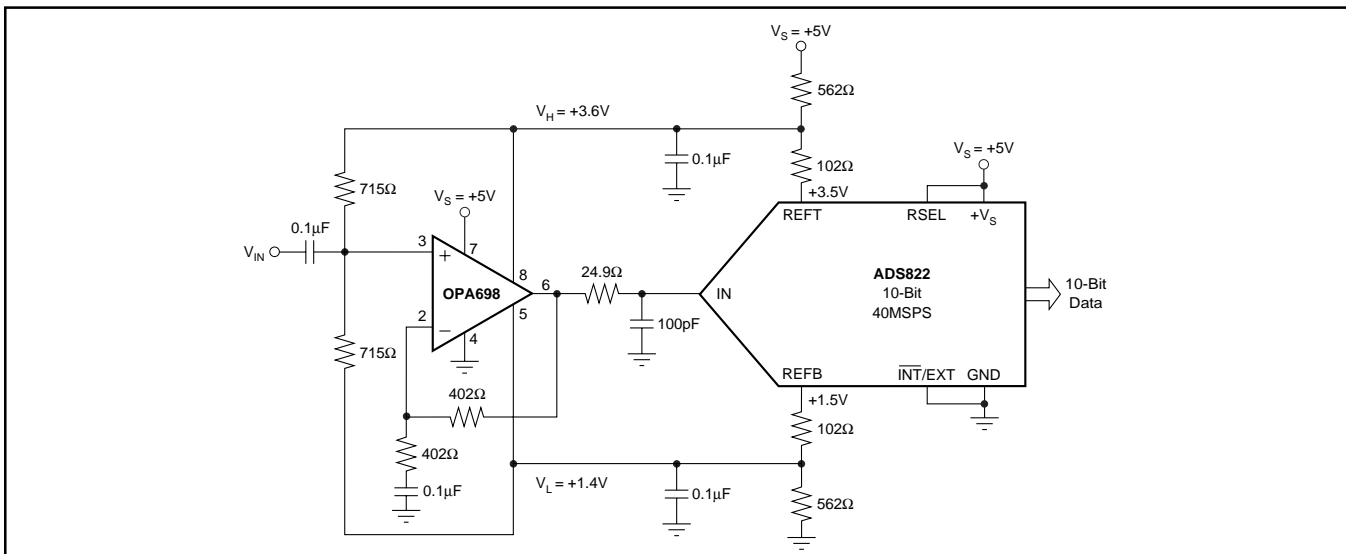 V_S = +5V
562Ω
V_H = +3.6V
0.1µF
102Ω
+3.5V
V_S = +5V
715Ω
V_S = +5V
REFT
RSEL
+V_S
0.1µF
V_IN
3
+
7
8
OPA698
6
24.9Ω
IN
ADS822
10-Bit
40MSPS
10-Bit
Data
2
−
4
5
100pF
715Ω
402Ω
REFB
INT/EXT
GND
+1.5V
102Ω
402Ω
0.1µF
V_L = +1.4V
0.1µF
562Ω